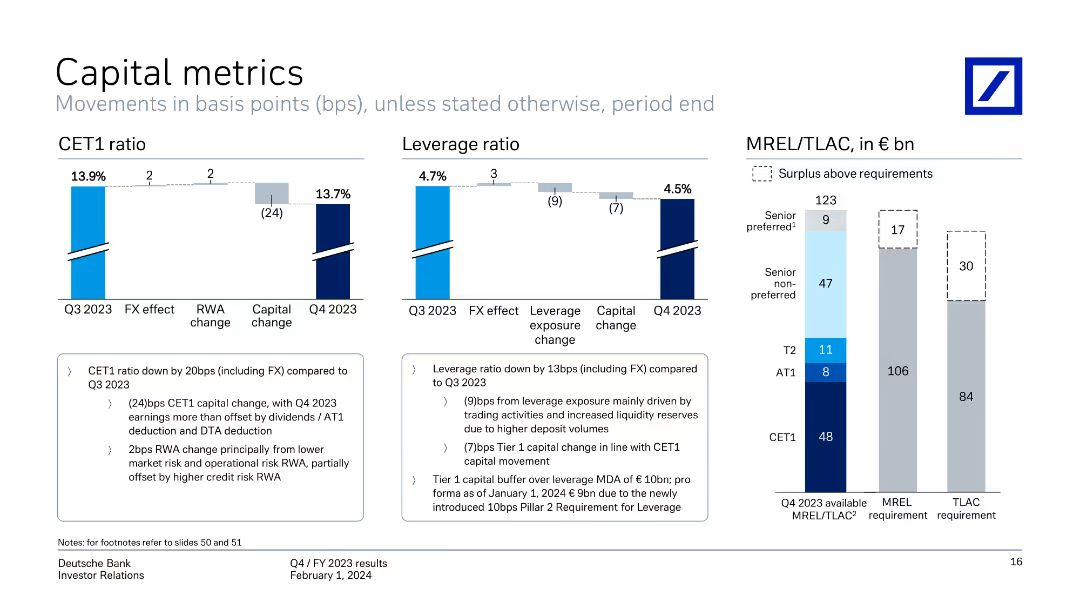 Capital metrics
Movements in basis points (bps), unless stated otherwise, period end
CET1 ratio
13.9%
2
2
(24)
13.7%
Q3 2023
FX effect
RWA
change
Capital
change
Q4 2023
〉 CET1 ratio down by 20bps (including FX) compared to
Q3 2023
〉 (24)bps CET1 capital change, with Q4 2023
earnings more than offset by dividends / AT1
deduction and DTA deduction
〉 2bps RWA change principally from lower
market risk and operational risk RWA, partially
offset by higher credit risk RWA
Leverage ratio
4.7%
3
(9)
(7)
4.5%
Q3 2023
FX effect
Leverage
exposure
change
Capital
change
Q4 2023
〉 Leverage ratio down by 13bps (including FX) compared
to Q3 2023
〉 (9)bps from leverage exposure mainly driven by
trading activities and increased liquidity reserves
due to higher deposit volumes
〉 (7)bps Tier 1 capital change in line with CET1
capital movement
〉 Tier 1 capital buffer over leverage MDA of € 10bn; pro
forma as of January 1, 2024 € 9bn due to the newly
introduced 10bps Pillar 2 Requirement for Leverage
MREL/TLAC, in € bn
Surplus above requirements
123
Senior
preferred¹
9
17
30
Senior
non-
preferred
47
T2
11
AT1
8
106
84
CET1
48
Q4 2023 available
MREL/TLAC²
MREL
requirement
TLAC
requirement
Notes: for footnotes refer to slides 50 and 51
Deutsche Bank
Investor Relations
Q4 / FY 2023 results
February 1, 2024
16